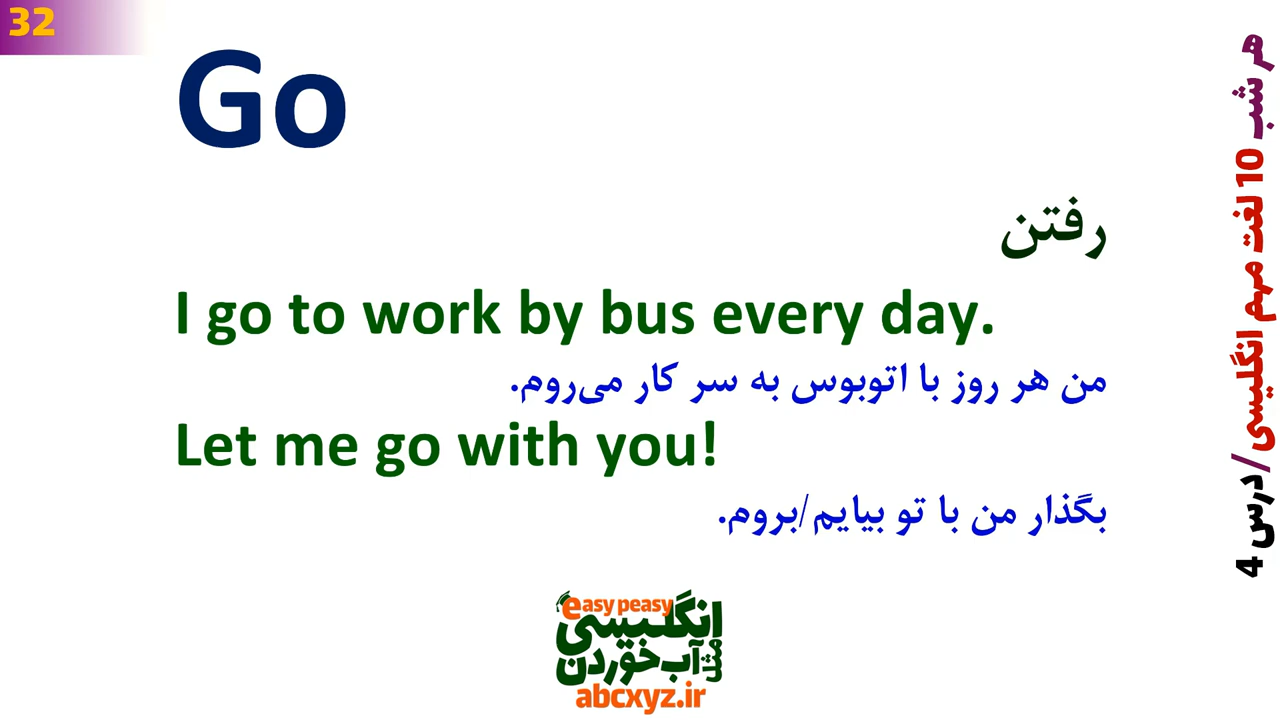 32
Go
رفتن
I go to work by bus every day.
من هر روز با اتوبوس به سر کار می‌روم.
Let me go with you!
بگذار من با تو بیایم/بروم.
هر شب 10 لغت مهم انگلیسی/درس 4
easy peasy
انگلیسی
مثل
آب خوردن
abcxyz.ir